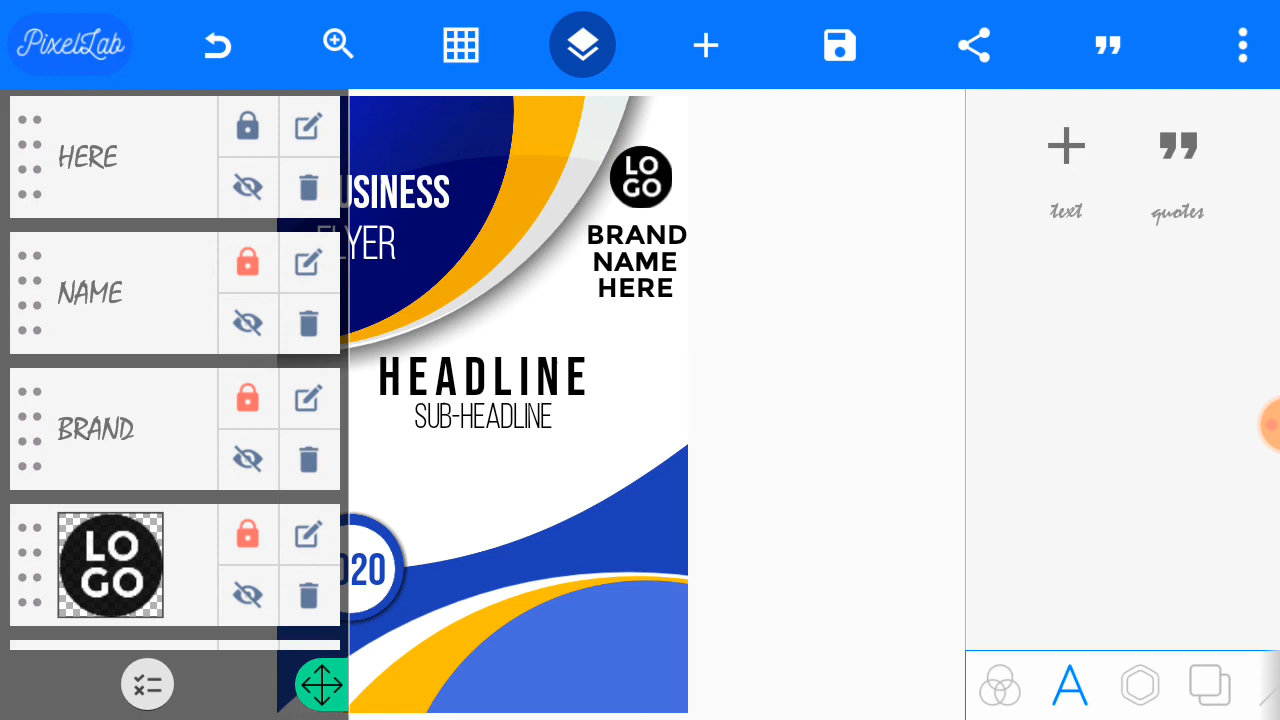 PixelLab
HERE
NAME
BRAND
LO
GO
USINESS
LYER
LO
GO
BRAND
NAME
HERE
HEADLINE
SUB-HEADLINE
020
text
quotes